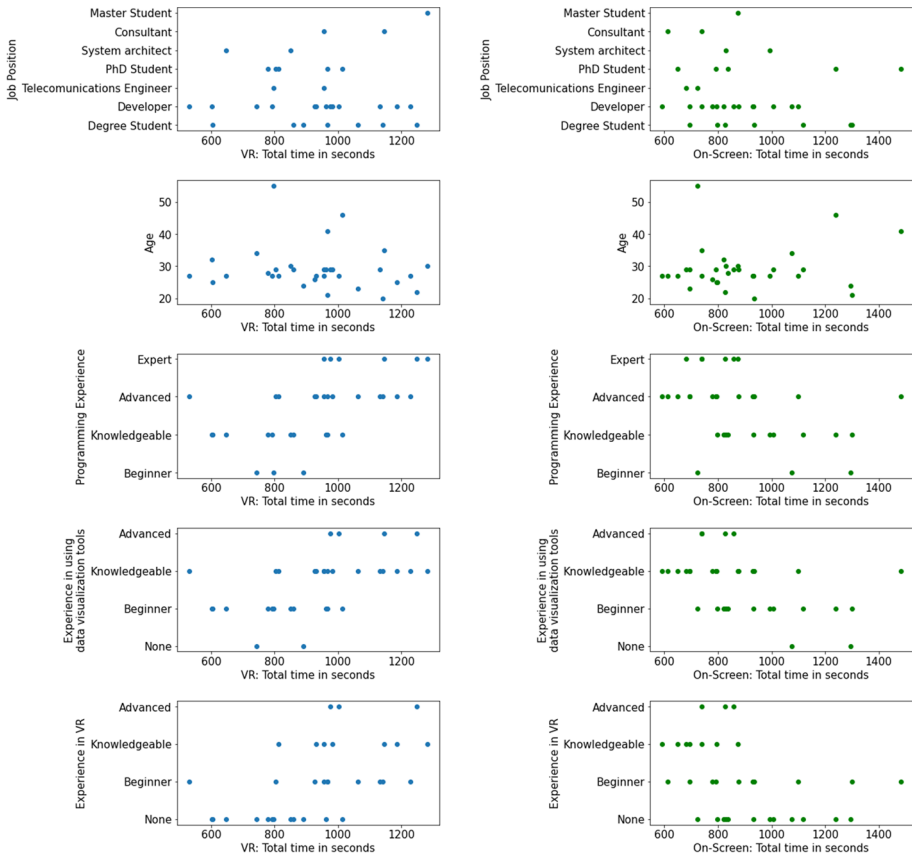 Job Position
Master Student
Consultant
System architect
PhD Student
Telecomunications Engineer
Developer
Degree Student
600 800 1000 1200
VR: Total time in seconds
Job Position
Master Student
Consultant
System architect
PhD Student
Telecomunications Engineer
Developer
Degree Student
600 800 1000 1200 1400
On-Screen: Total time in seconds
Age
50
40
30
20
600 800 1000 1200
VR: Total time in seconds
Age
50
40
30
20
600 800 1000 1200 1400
On-Screen: Total time in seconds
Programming Experience
Expert
Advanced
Knowledgeable
Beginner
600 800 1000 1200
VR: Total time in seconds
Programming Experience
Expert
Advanced
Knowledgeable
Beginner
600 800 1000 1200 1400
On-Screen: Total time in seconds
Experience in using
data visualization tools
Advanced
Knowledgeable
Beginner
None
600 800 1000 1200
VR: Total time in seconds
Experience in using
data visualization tools
Advanced
Knowledgeable
Beginner
None
600 800 1000 1200 1400
On-Screen: Total time in seconds
Experience in VR
Advanced
Knowledgeable
Beginner
None
600 800 1000 1200
VR: Total time in seconds
Experience in VR
Advanced
Knowledgeable
Beginner
None
600 800 1000 1200 1400
On-Screen: Total time in seconds